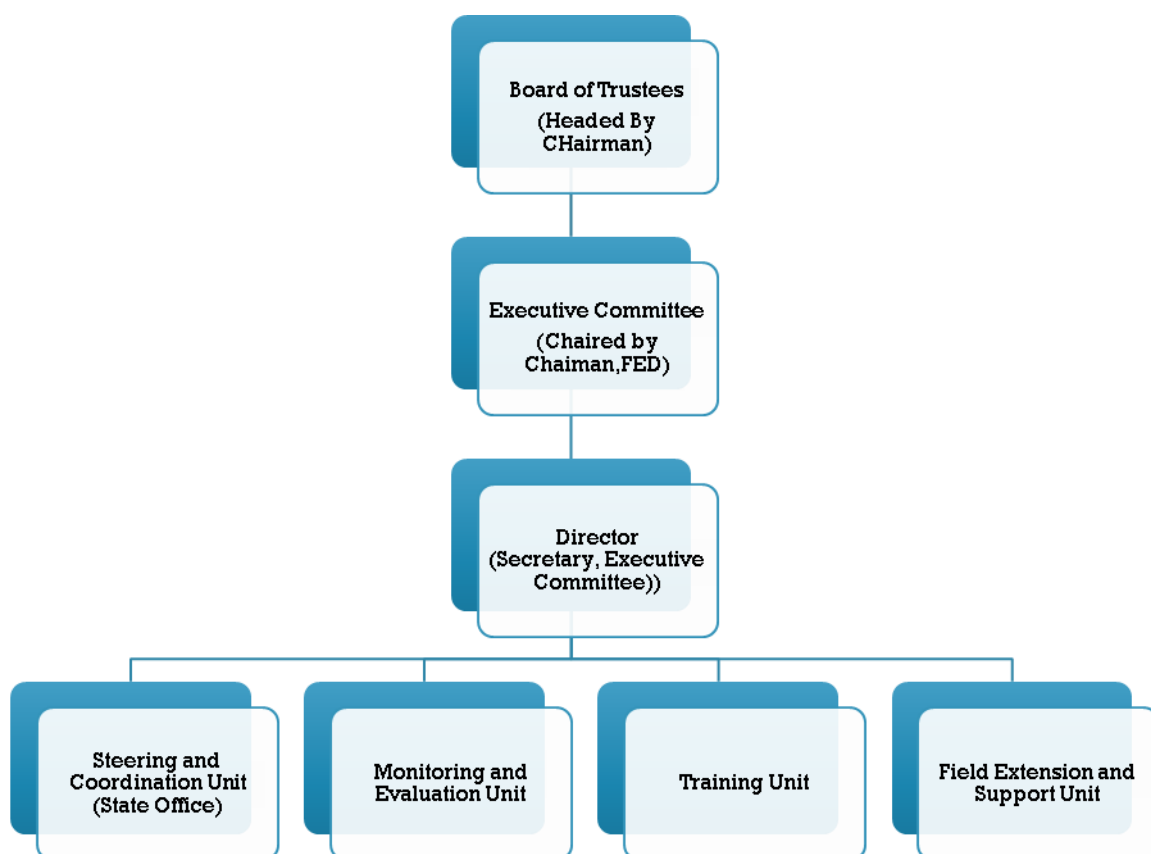 Board of Trustees
(Headed By
CHairman)
Executive Committee
(Chaired by
Chaiman,FED)
Director
(Secretary, Executive
Committee))
Steering and
Coordination Unit
(State Office)
Monitoring and
Evaluation Unit
Training Unit
Field Extension and
Support Unit